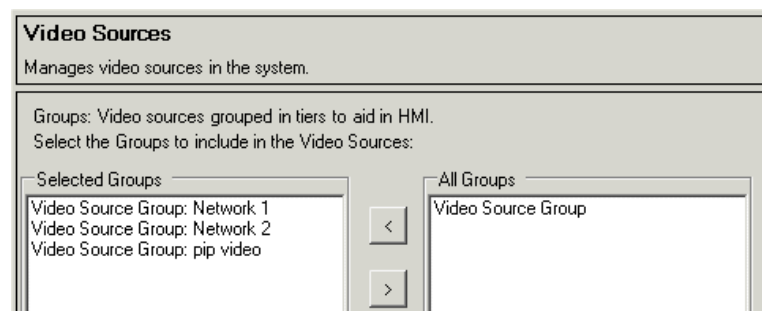 Video Sources
Manages video sources in the system.
Groups: Video sources grouped in tiers to aid in HMI.
Select the Groups to include in the Video Sources:
Selected Groups
All Groups
Video Source Group: Network 1
Video Source Group: Network 2
Video Source Group: pip video
<
>
Video Source Group